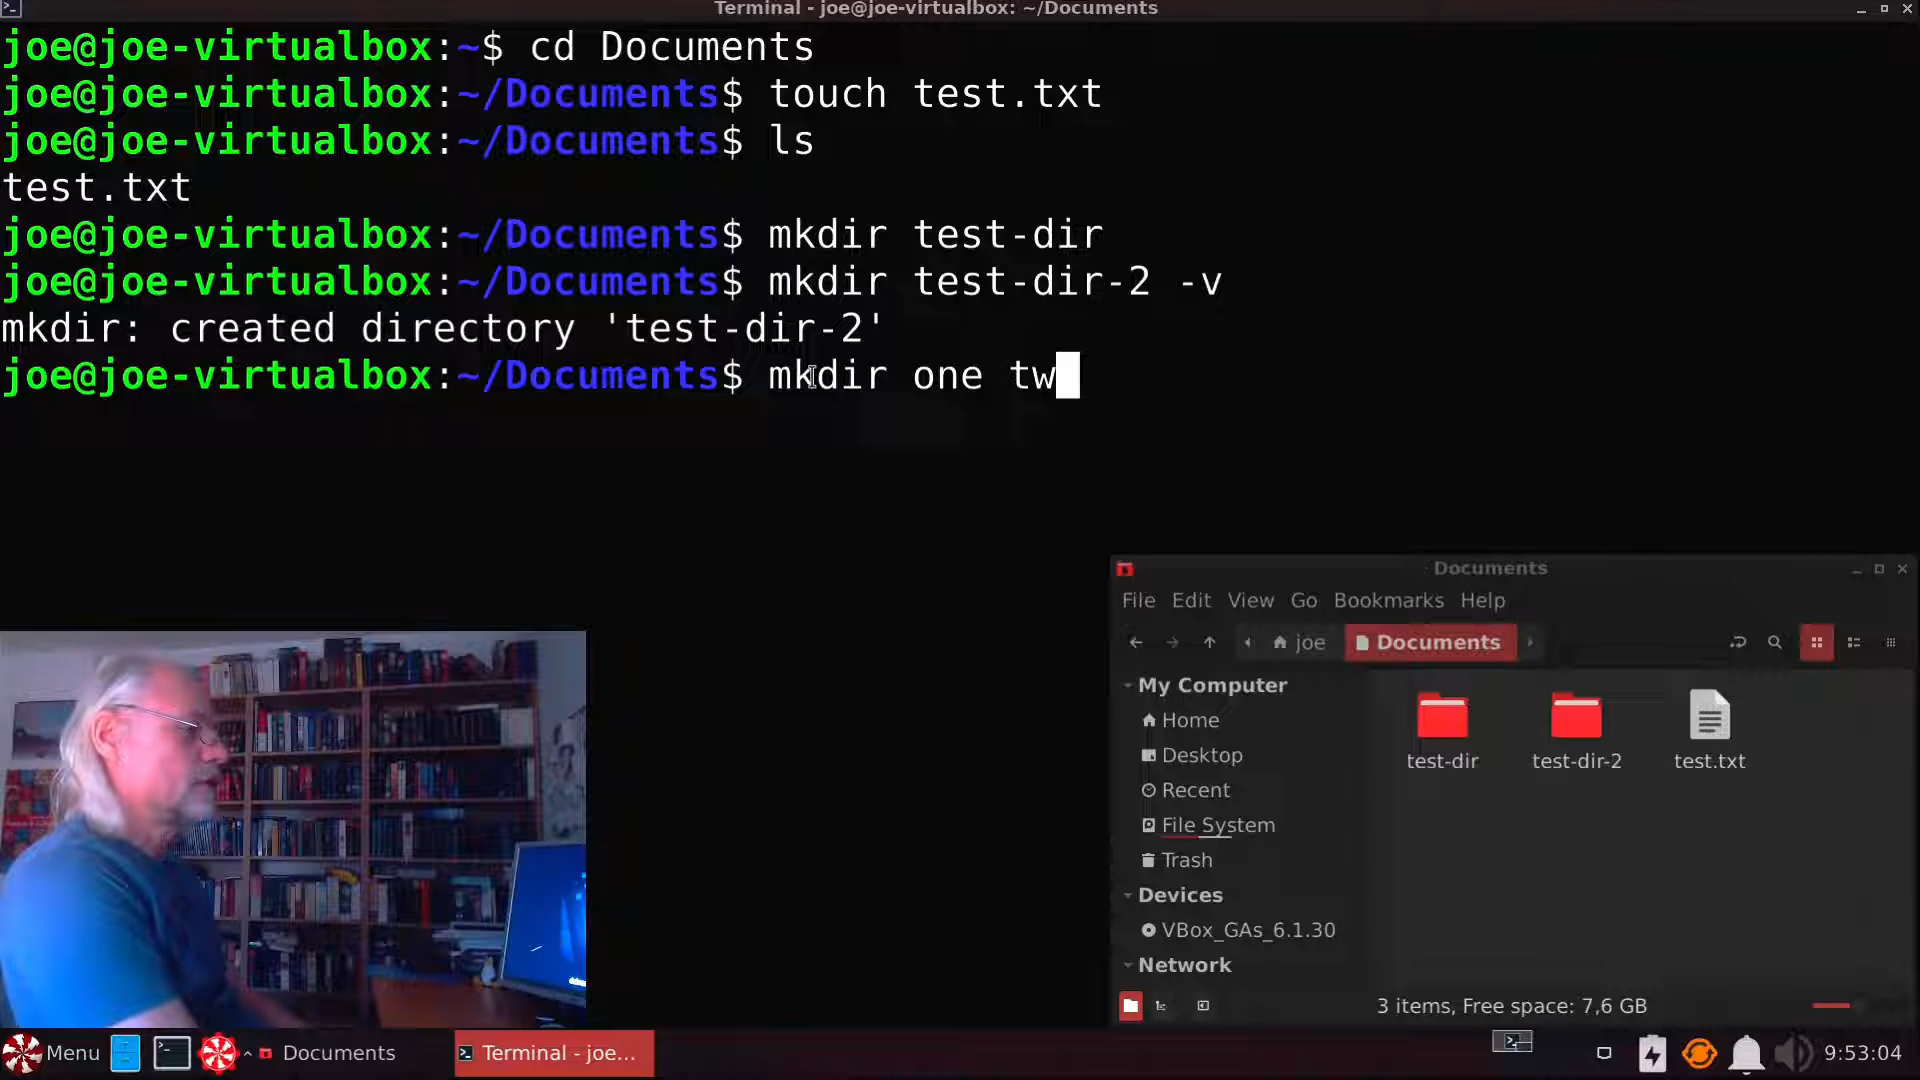 Terminal - joe@joe-virtualbox: ~/Documents
joe@joe-virtualbox:~$ cd Documents
joe@joe-virtualbox:~/Documents$ touch test.txt
joe@joe-virtualbox:~/Documents$ ls
test.txt
joe@joe-virtualbox:~/Documents$ mkdir test-dir
joe@joe-virtualbox:~/Documents$ mkdir test-dir-2 -v
mkdir: created directory 'test-dir-2'
joe@joe-virtualbox:~/Documents$ mkdir one tw
Documents
File Edit View Go Bookmarks Help
joe Documents
My Computer
Home
Desktop
Recent
File System
Trash
Devices
VBox_GAs_6.1.30
Network
test-dir test-dir-2 test.txt
3 items, Free space: 7,6 GB
Menu Documents Terminal - joe... 9:53:04